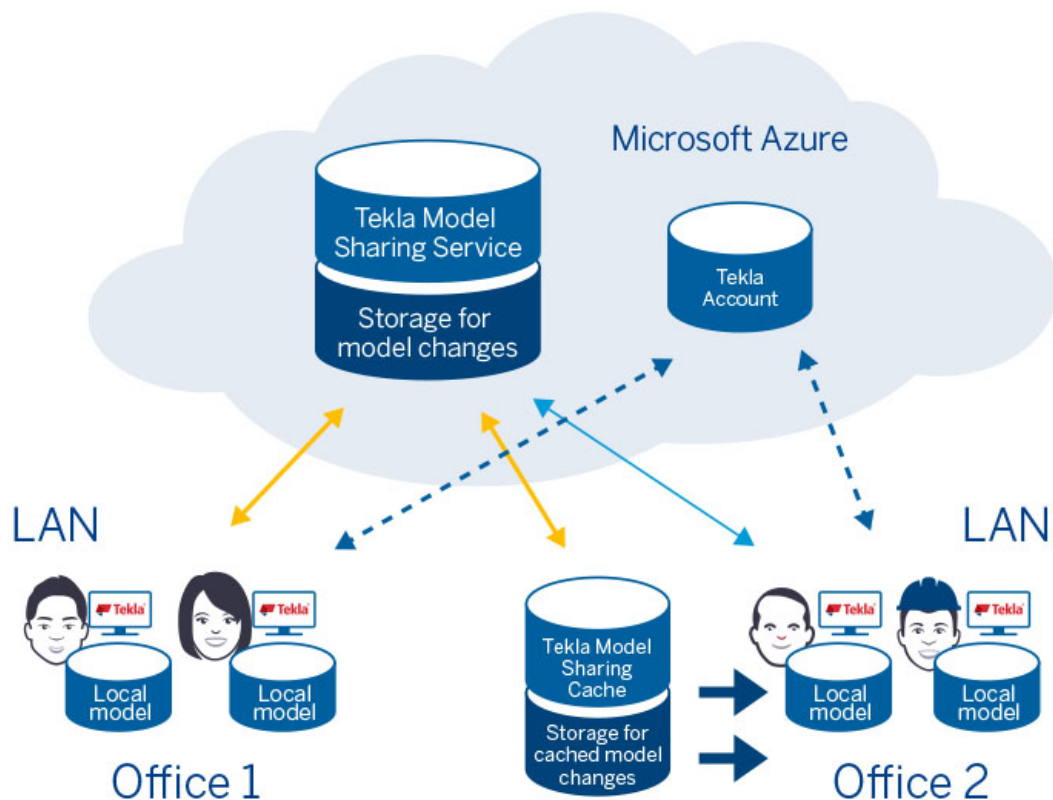 Microsoft Azure
Tekla Model
Sharing Service
Storage for
model changes
Tekla
Account
LAN
LAN
Tekla
Tekla
Local
model
Local
model
Office 1
Tekla Model
Sharing
Cache
Storage for
cached model
changes
Tekla
Tekla
Local
model
Local
model
Office 2